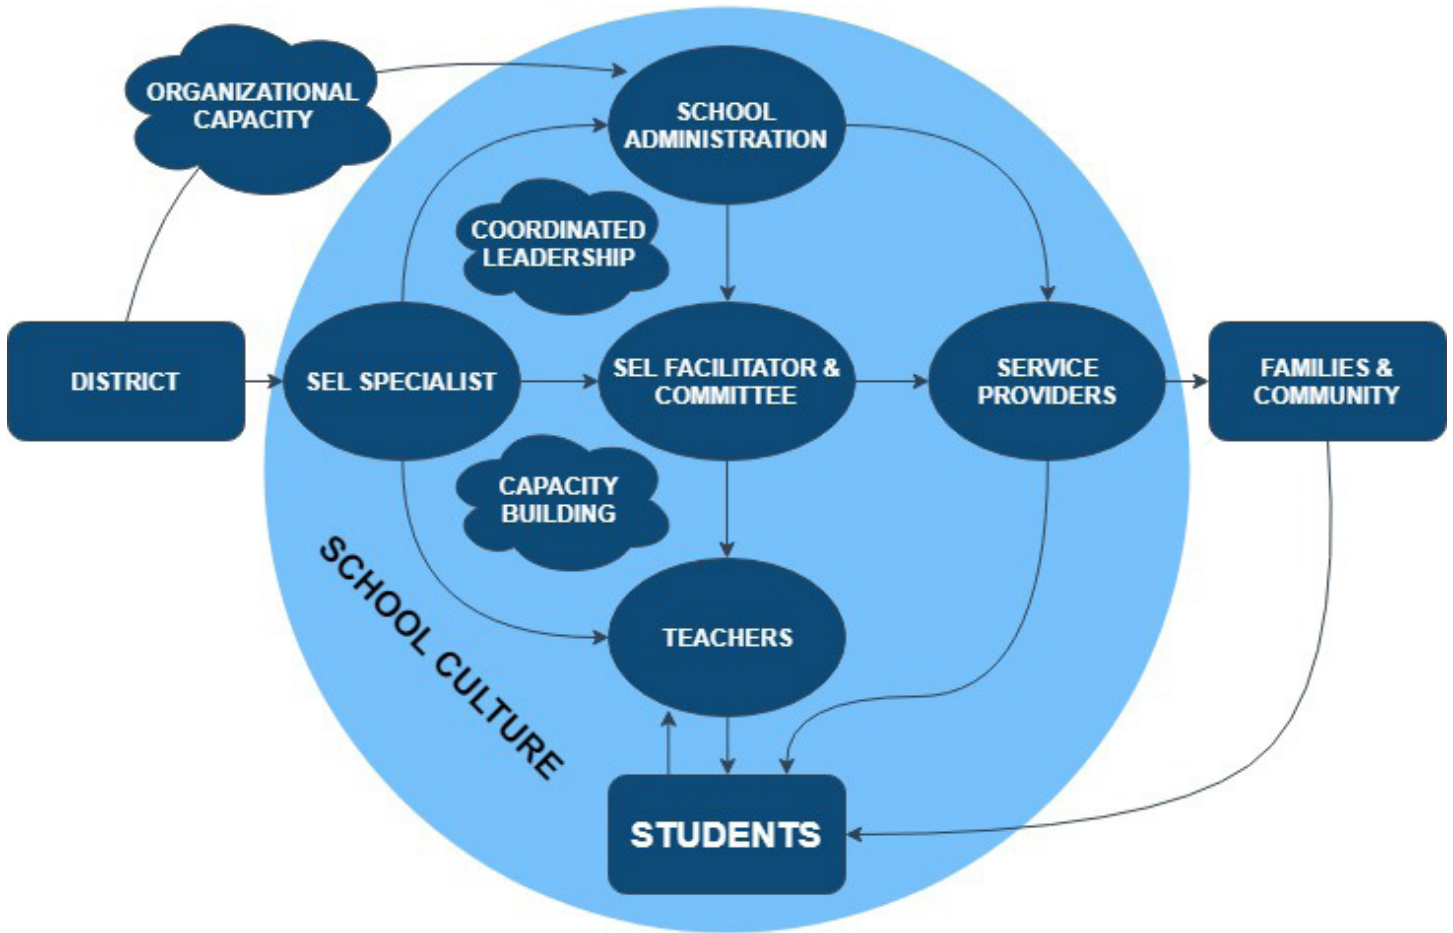 ORGANIZATIONAL
CAPACITY
SCHOOL
ADMINISTRATION
COORDINATED
LEADERSHIP
DISTRICT
SEL SPECIALIST
SEL FACILITATOR &
COMMITTEE
SERVICE
PROVIDERS
FAMILIES &
COMMUNITY
CAPACITY
BUILDING
SCHOOL CULTURE
TEACHERS
STUDENTS